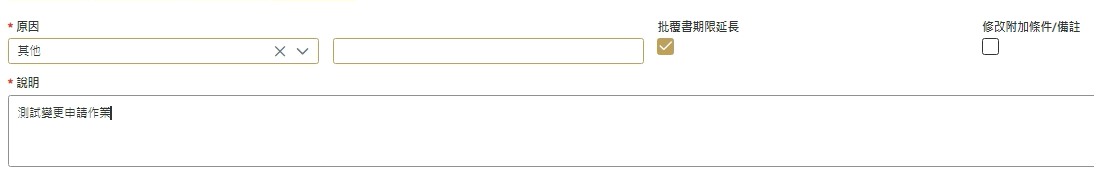 * 原因
批覆書期限延長
修改附加條件/備註
其他
* 說明
測試變更申請作業